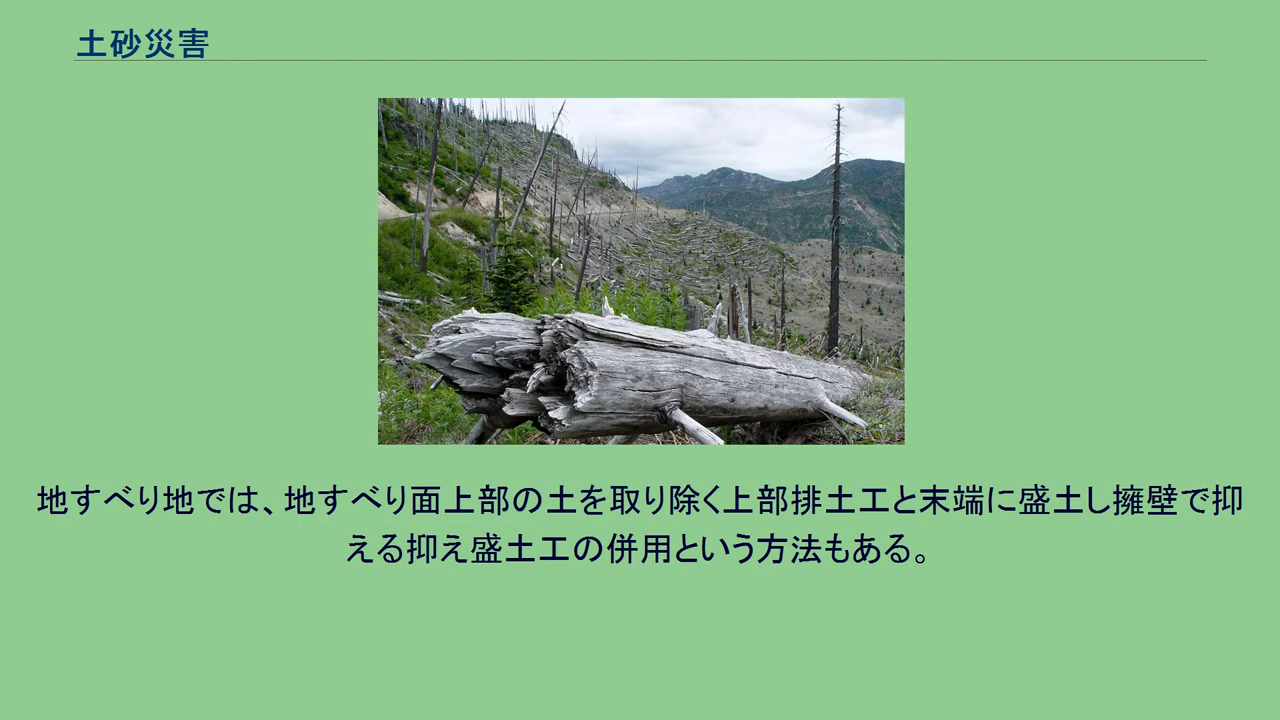 土砂災害
地すべり地では、地すべり面上部の土を取り除く上部排土工と末端に盛土し擁壁で抑
える抑え盛土工の併用という方法もある。